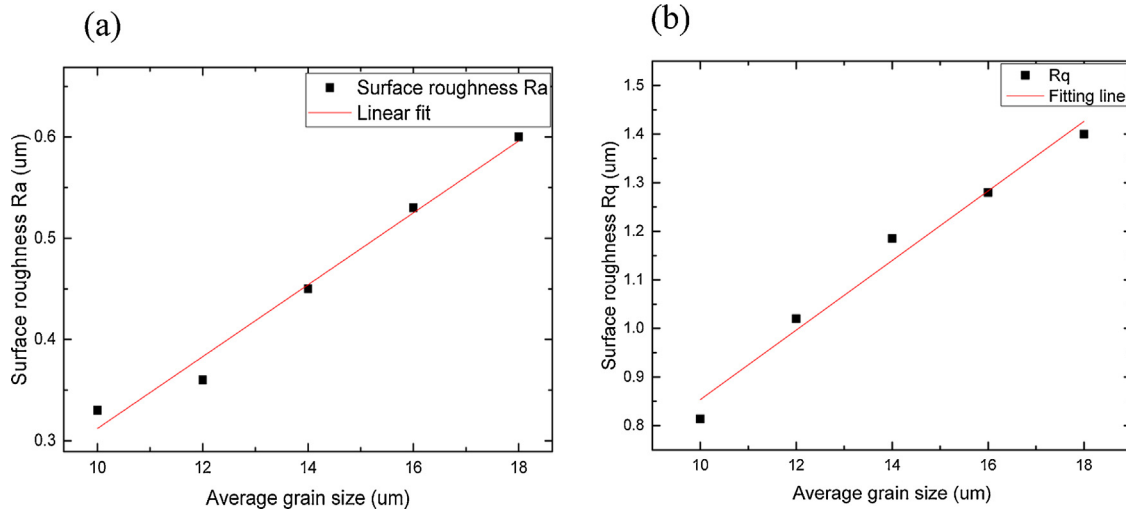 (a)
Surface roughness Ra
Linear fit
Surface roughness Ra (um)
0.6
0.5
0.4
0.3
10 12 14 16 18
Average grain size (um)
(b)
Rq
Fitting line
Surface roughness Rq (um)
1.5
1.4
1.3
1.2
1.1
1.0
0.9
0.8
10 12 14 16 18
Average grain size (um)